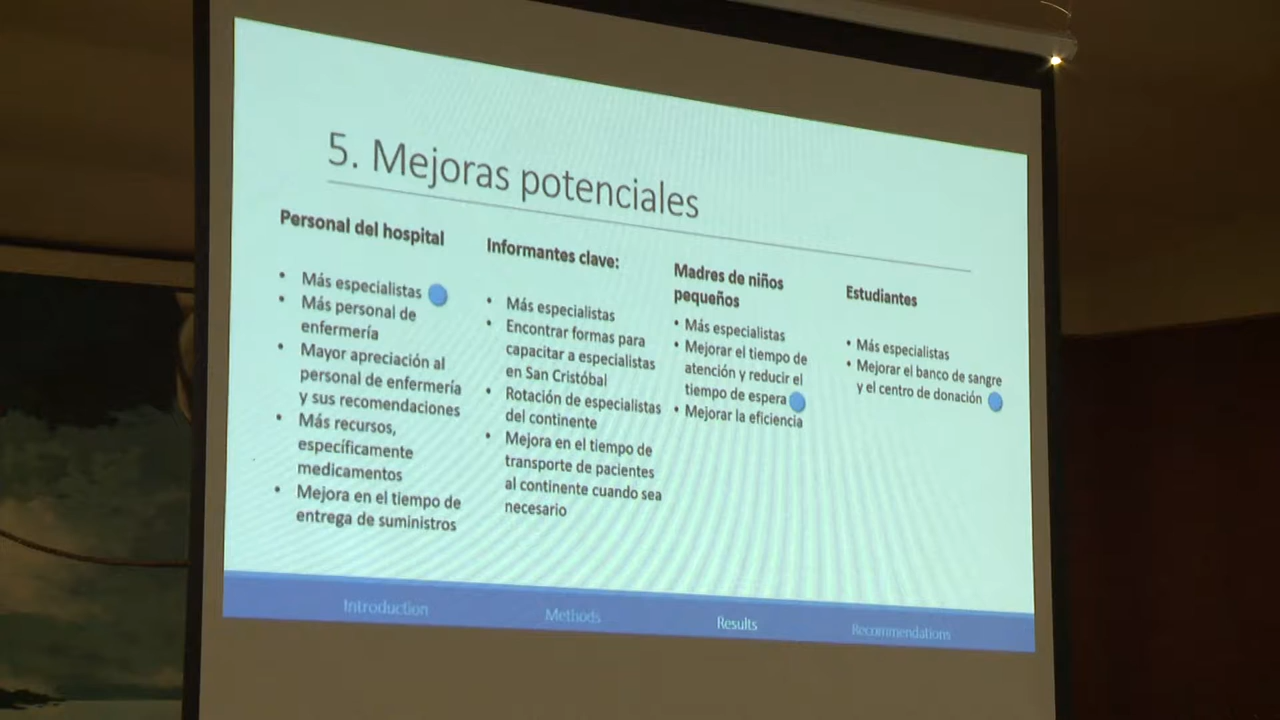 5. Mejoras potenciales
Personal del hospital
• Más especialistas
• Más personal de
enfermería
• Mayor apreciación al
personal de enfermería
y sus recomendaciones
• Más recursos,
específicamente
medicamentos
• Mejora en el tiempo de
entrega de suministros
Informantes clave:
• Más especialistas
• Encontrar formas para
capacitar a especialistas
en San Cristóbal
• Rotación de especialistas
del continente
• Mejora en el tiempo de
transporte de pacientes
al continente cuando sea
necesario
Madres de niños
pequeños
• Más especialistas
• Mejorar el tiempo de
atención y reducir el
tiempo de espera
• Mejorar la eficiencia
Estudiantes
• Más especialistas
• Mejorar el banco de sangre
y el centro de donación
Introduction
Methods
Results
Recommendations